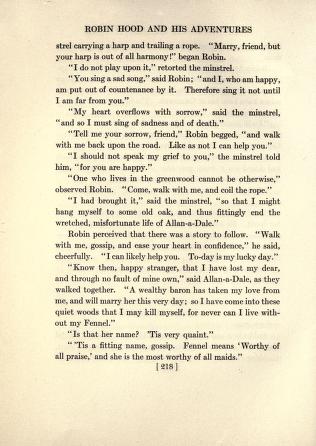 ROBIN HOOD AND HIS ADVENTURES
strel carrying a harp and trailing a rope. "Marry, friend, but
your harp is out of all harmony!" began Robin.
"I do not play upon it," retorted the minstrel.
"You sing a sad song," said Robin; "and I, who am happy,
am put out of countenance by it. Therefore sing it not until
I am far from you."
"My heart overflows with sorrow," said the minstrel,
"and so I must sing of sadness and of death."
"Tell me your sorrow, friend," Robin begged, "and walk
with me back upon the road. Like as not I can help you."
"I should not speak my grief to you," the minstrel told
him, "for you are happy."
"One who lives in the greenwood cannot be otherwise,"
observed Robin. "Come, walk with me, and coil the rope."
"I had brought it," said the minstrel, "so that I might
hang myself to some old oak, and thus fittingly end the
wretched, misfortune life of Allan-a-Dale."
Robin perceived that there was a story to follow. "Walk
with me, gossip, and ease your heart in confidence," he said,
cheerfully. "I can likely help you. To-day is my lucky day."
"Know then, happy stranger, that I have lost my dear,
and through no fault of mine own," said Allan-a-Dale, as they
walked together. "A wealthy baron has taken my love from
me, and will marry her this very day; so I have come into these
quiet woods that I may kill myself, for never can I live with-
out my Fennel."
"Is that her name? 'Tis very quaint."
"'Tis a fitting name, gossip. Fennel means 'Worthy of
all praise,' and she is the most worthy of all maids."
[ 218 ]